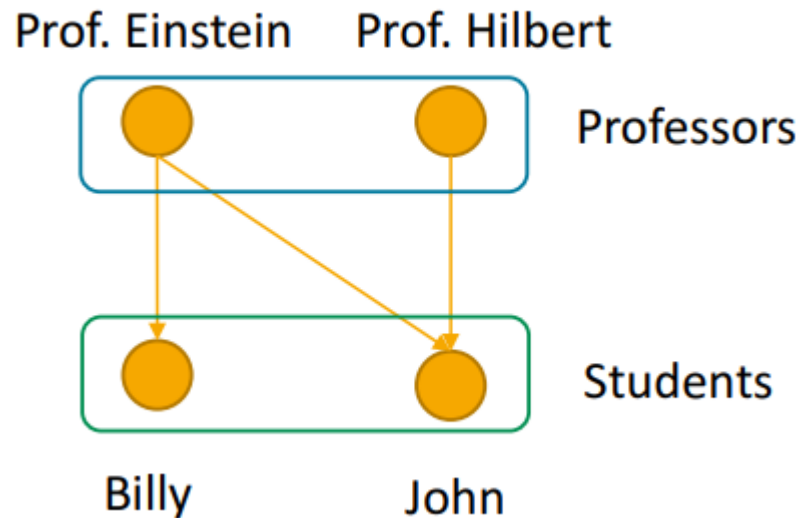 Prof. Einstein
Prof. Hilbert
Professors
Students
Billy
John